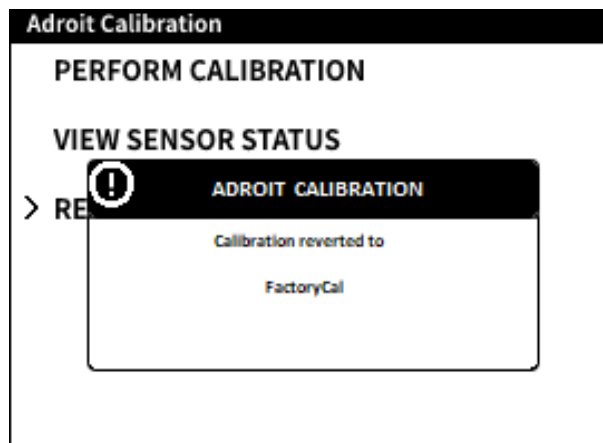 Adroit Calibration
PERFORM CALIBRATION
VIEW SENSOR STATUS
ADROIT CALIBRATION
> RE
Calibration reverted to
FactoryCal